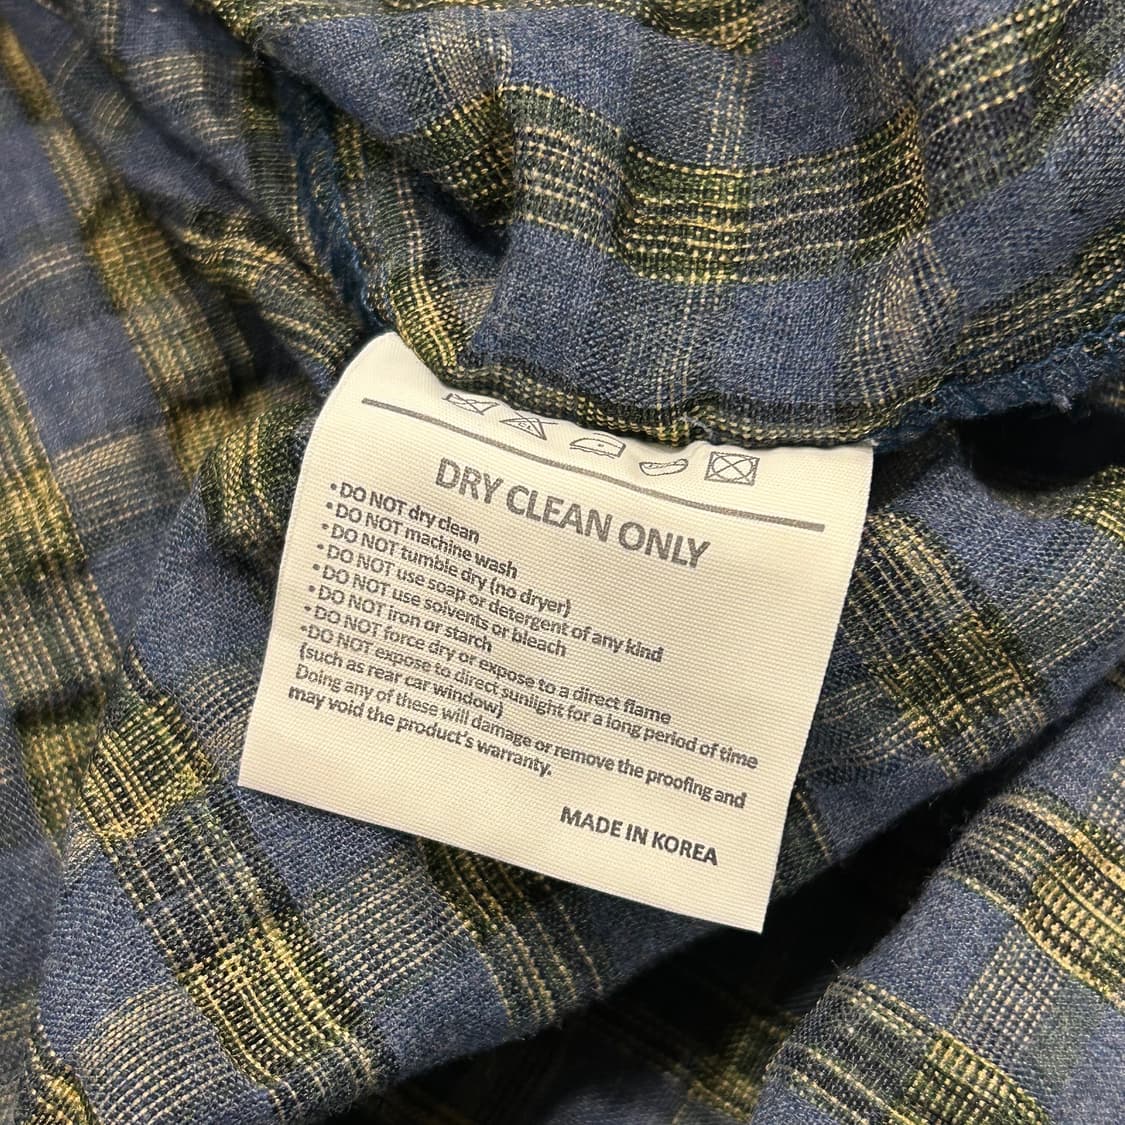 DRY CLEAN ONLY
•DO NOT dry clean
•DO NOT machine wash
•DO NOT tumble dry (no dryer)
•DO NOT use soap or detergent of any kind
•DO NOT use solvents or bleach
•DO NOT iron or starch
•DO NOT force dry or expose to a direct flame
•DO NOT expose to direct sunlight for a long period of time
(such as rear car window)
Doing any of these will damage or remove the proofing and
may void the product's warranty.
MADE IN KOREA